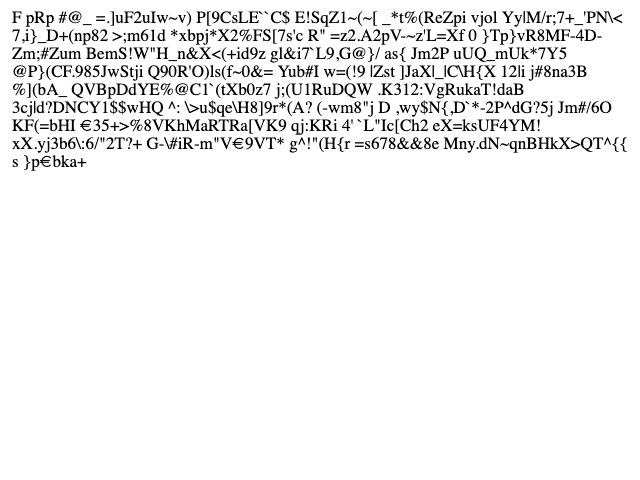 F pRp #@_ =.]uF2uIw~v) P[9CsLE``C$ E!SqZ1~(~[ _*t%(ReZpi vjol Yy|M/r;7+_'PN\<
7,i}_D+(np82 >;m61d *xbpj*X2%FS[7s'c R" =z2.A2pV-~z'L=Xf 0 }Tp}vR8MF-4D-
Zm;#Zum BemS!W"H_n&X<(+id9z gl&i7`L9,G@}/ as{ Jm2P uUQ_mUk*7Y5
@P}(CF.985JwStji Q90R'O)ls(f~0&= Yub#I w=(!9 |Zst ]JaX|_|C\H{X 12li j#8na3B
%](bA_ QVBpDdYE%@C1`(tXb0z7 j;(U1RuDQW .K312:VgRukaT!daB
3cj|d?DNCY1$$wHQ ^: \>u$qe\H8]9r*(A? (-wm8"j D ,wy$N{,D`*-2P^dG?5j Jm#/6O
KF(=bHI €35+>%8VKhMaRTRa[VK9 qj:KRi 4'`L"Ic[Ch2 eX=ksUF4YM!
xX.yj3b6\:6/"2T?+ G-\#iR-m"V€9VT* g^!"(H{r =s678&&8e Mny.dN~qnBHkX>QT^{{
s }p€bka+